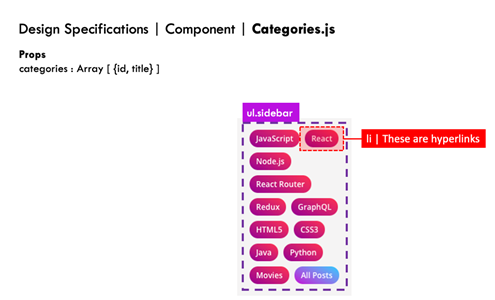 Design Specifications | Component | Categories.js
Props
categories : Array [ {id, title} ]
ul.sidebar
JavaScript React
li | These are hyperlinks
Node.js
React Router
Redux GraphQL
HTML5 CSS3
Java Python
Movies All Posts